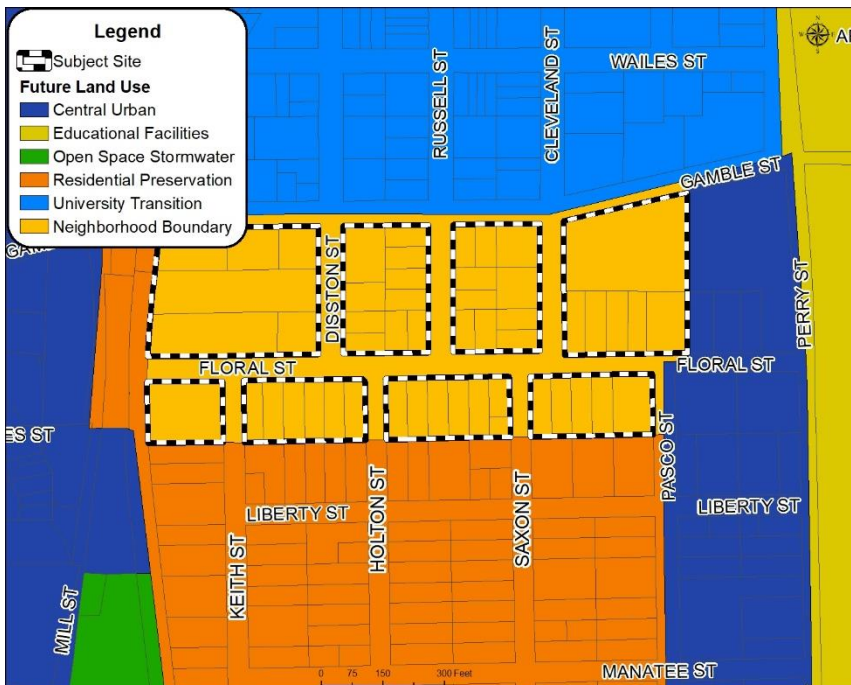 Legend
Subject Site
Future Land Use
Central Urban
Educational Facilities
Open Space Stormwater
Residential Preservation
University Transition
Neighborhood Boundary
N
W
E
S
RUSSELL ST
CLEVELAND ST
WAILES ST
GAMBLE ST
DISSTON ST
PERRY ST
FLORAL ST
FLORAL ST
ES ST
PASCO ST
HOLTON ST
SAXON ST
LIBERTY ST
LIBERTY ST
KEITH ST
MILL ST
0 75 150 300 Feet
MANATEE ST